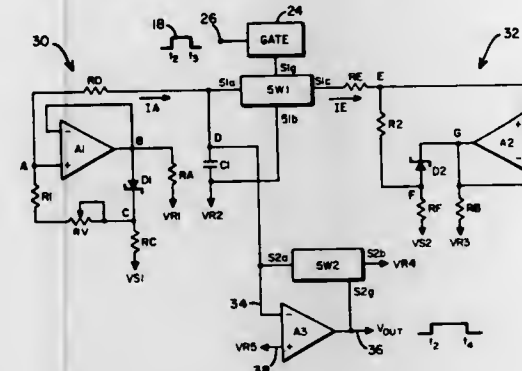 24
26
18
GATE
30
32
t2 t3
S1g
RD
S1a
SW1
S1c
RE
E
IA
IE
S1b
R2
G
A2
A
A1
B
D
C1
D2
F
RA
R1
D1
VR1
VR2
RF
RB
RV
C
RC
VS2
VR3
VS1
S2a
SW2
S2b
VR4
34
S2g
A3
VOUT
VR5
38
36
t2 t4